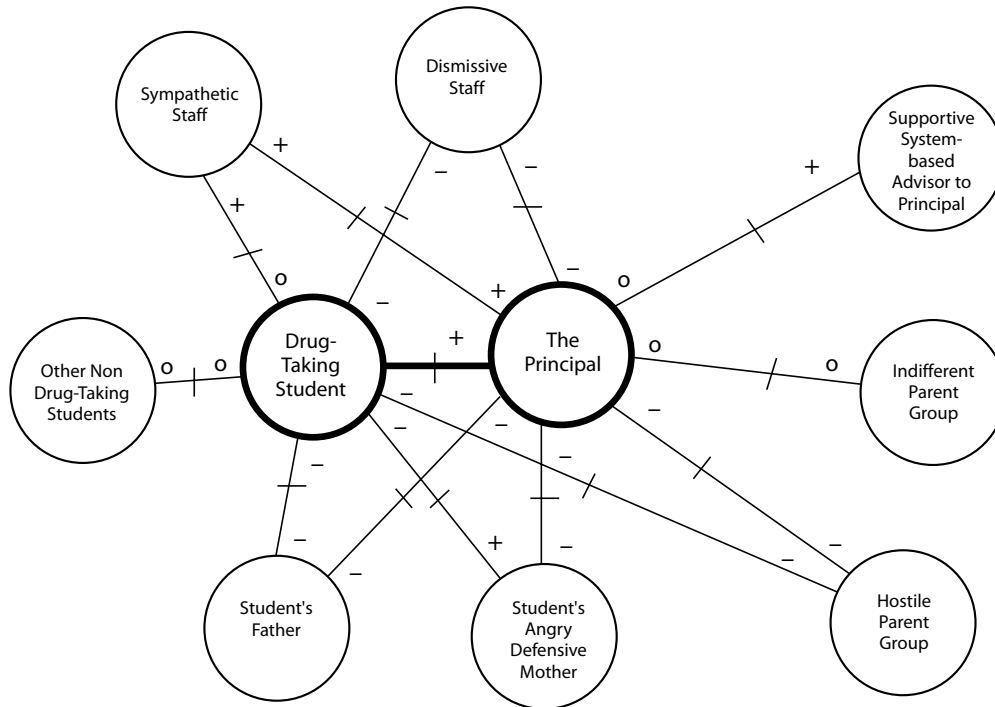 Sympathetic
Staff
Dismissive
Staff
Supportive
System-
based
Advisor to
Principal
+
–
+
+
–
+
–
o
+
–
o
Other Non
Drug-Taking
Students
o
o
Drug-
Taking
Student
+
The
Principal
o
o
Indifferent
Parent
Group
–
–
–
–
–
–
–
+
–
–
–
–
–
Student's
Father
Student's
Angry
Defensive
Mother
Hostile
Parent
Group